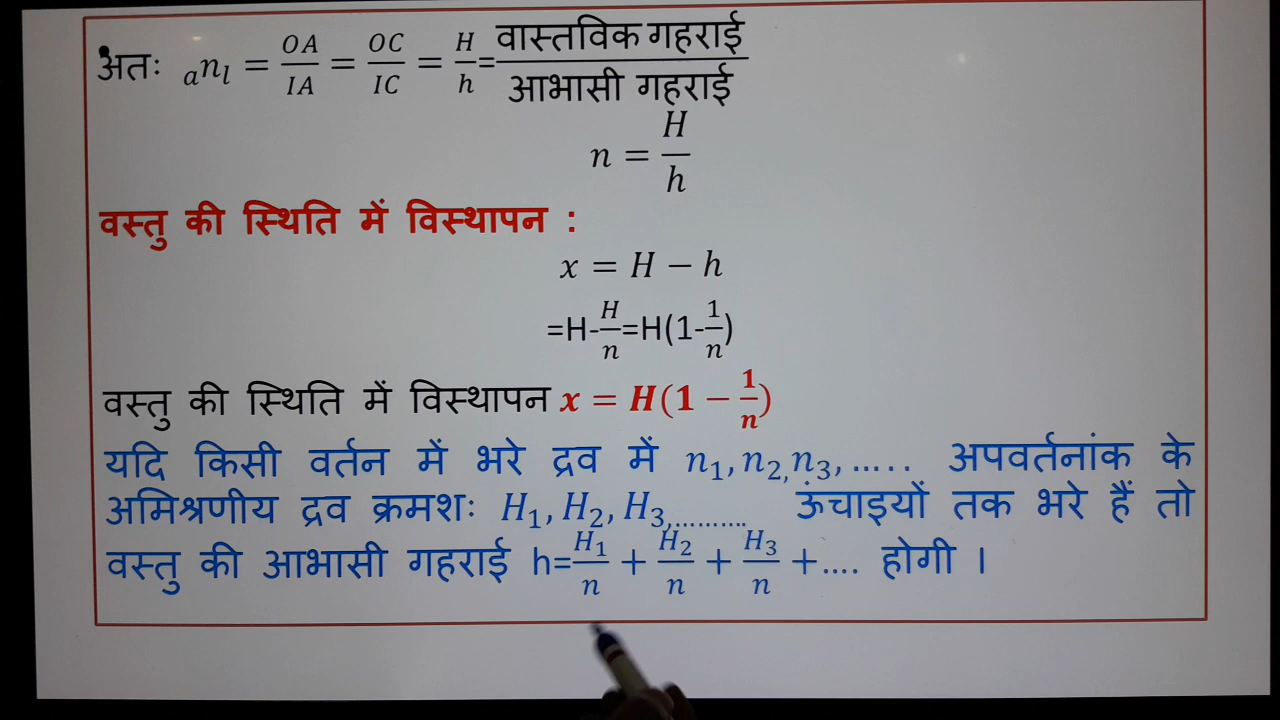 अतः ₐnₗ = OA/IA = OC/IC = H/h = वास्तविक गहराई/आभासी गहराई
n = H/h
वस्तु की स्थिति में विस्थापन :
x = H − h
=H-H/n=H(1-1/n)
वस्तु की स्थिति में विस्थापन x = H(1 − 1/n)
यदि किसी वर्तन में भरे द्रव में n₁, n₂, n₃, ..... अपवर्तनांक के
अमिश्रणीय द्रव क्रमशः H₁, H₂, H₃,.......... ऊंचाइयों तक भरे हैं तो
वस्तु की आभासी गहराई h=H₁/n + H₂/n + H₃/n +.... होगी ।